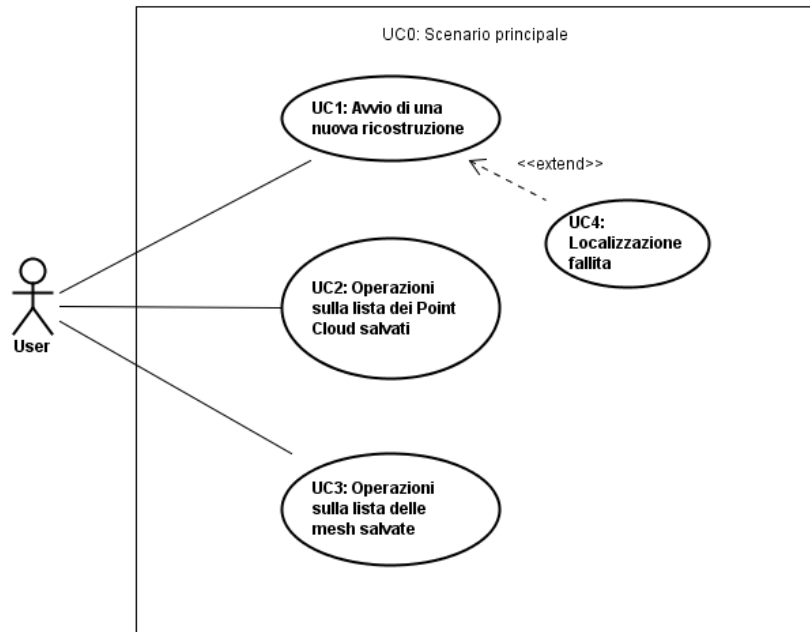 UC0: Scenario principale
UC1: Avvio di una
nuova ricostruzione
<<extend>>
UC4:
Localizzazione
fallita
UC2: Operazioni
sulla lista dei Point
Cloud salvati
User
UC3: Operazioni
sulla lista delle
mesh salvate